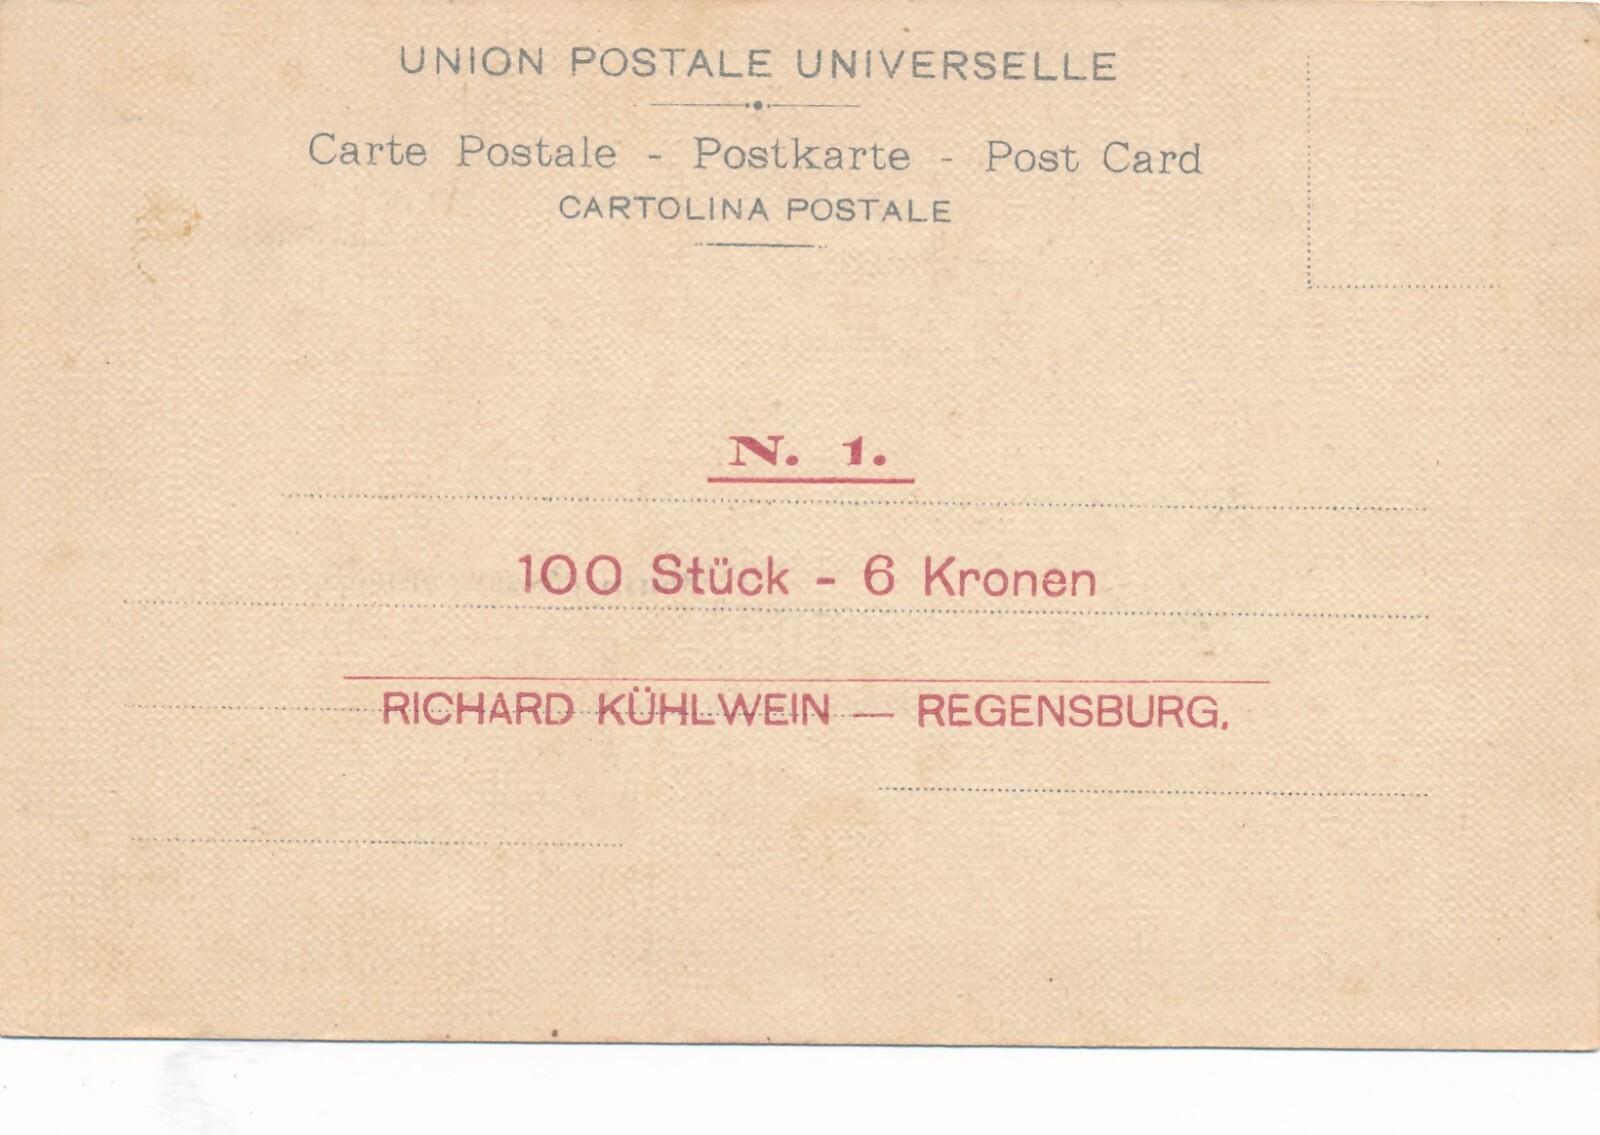 UNION POSTALE UNIVERSELLE
Carte Postale - Postkarte - Post Card
CARTOLINA POSTALE
N. 1.
100 Stück - 6 Kronen
RICHARD KÜHLWEIN — REGENSBURG.